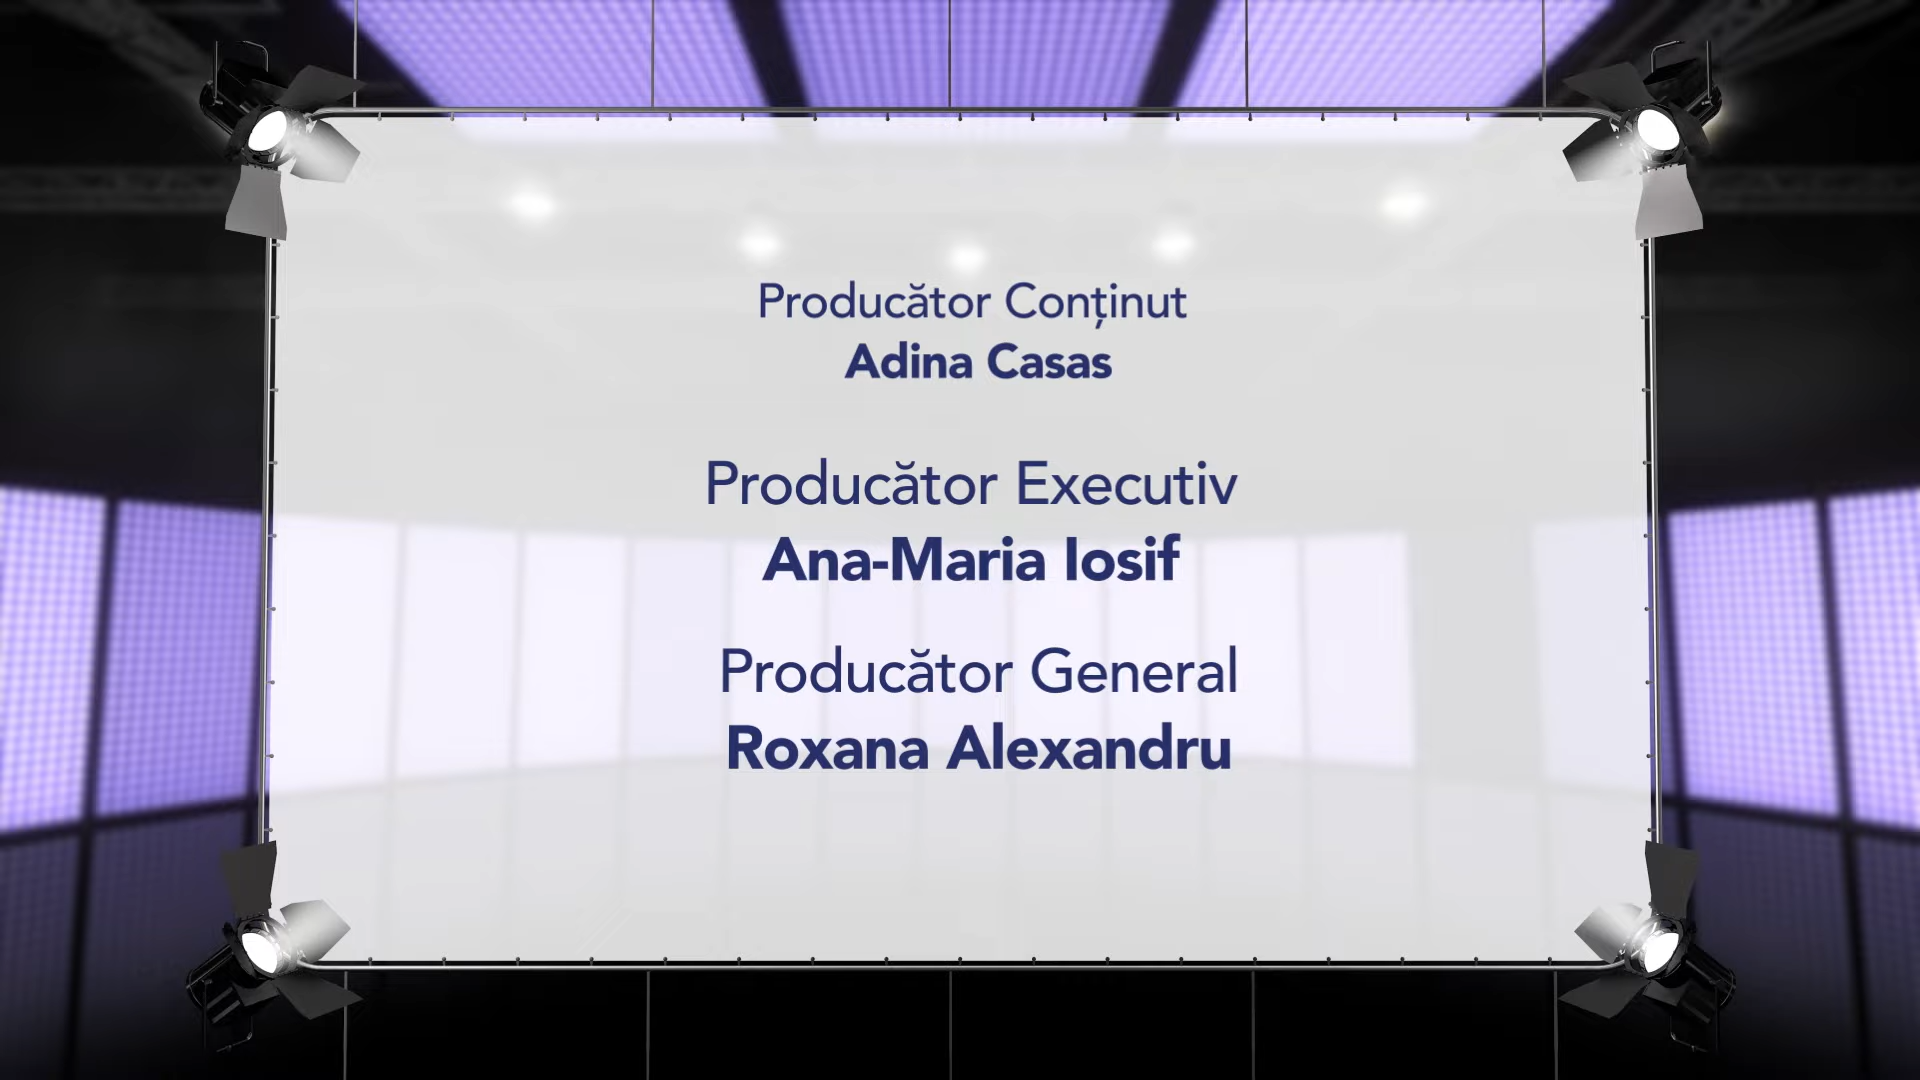 Producător Conținut
Adina Casas
Producător Executiv
Ana-Maria Iosif
Producător General
Roxana Alexandru